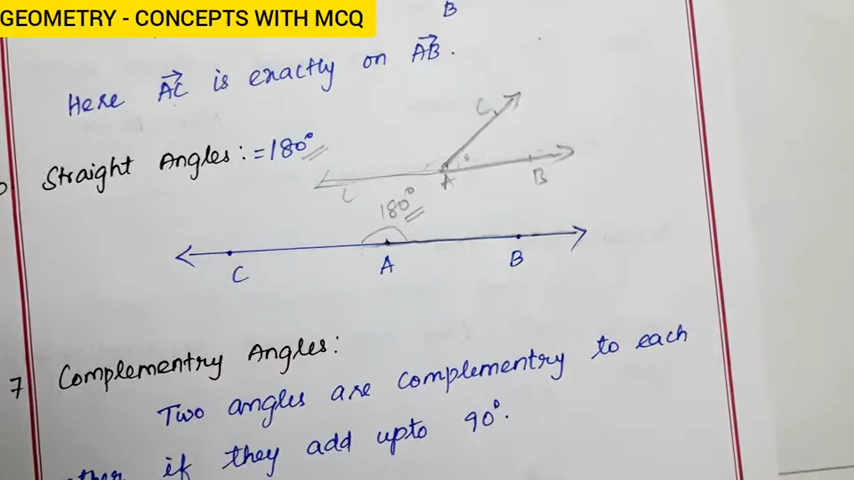 GEOMETRY - CONCEPTS WITH MCQ
B
Here AC is exactly on AB.
Straight Angles: = 180°
C
A
B
L
180°
C
A
B
7 Complementry Angles:
Two angles are complementry to each
if they add upto 90°.